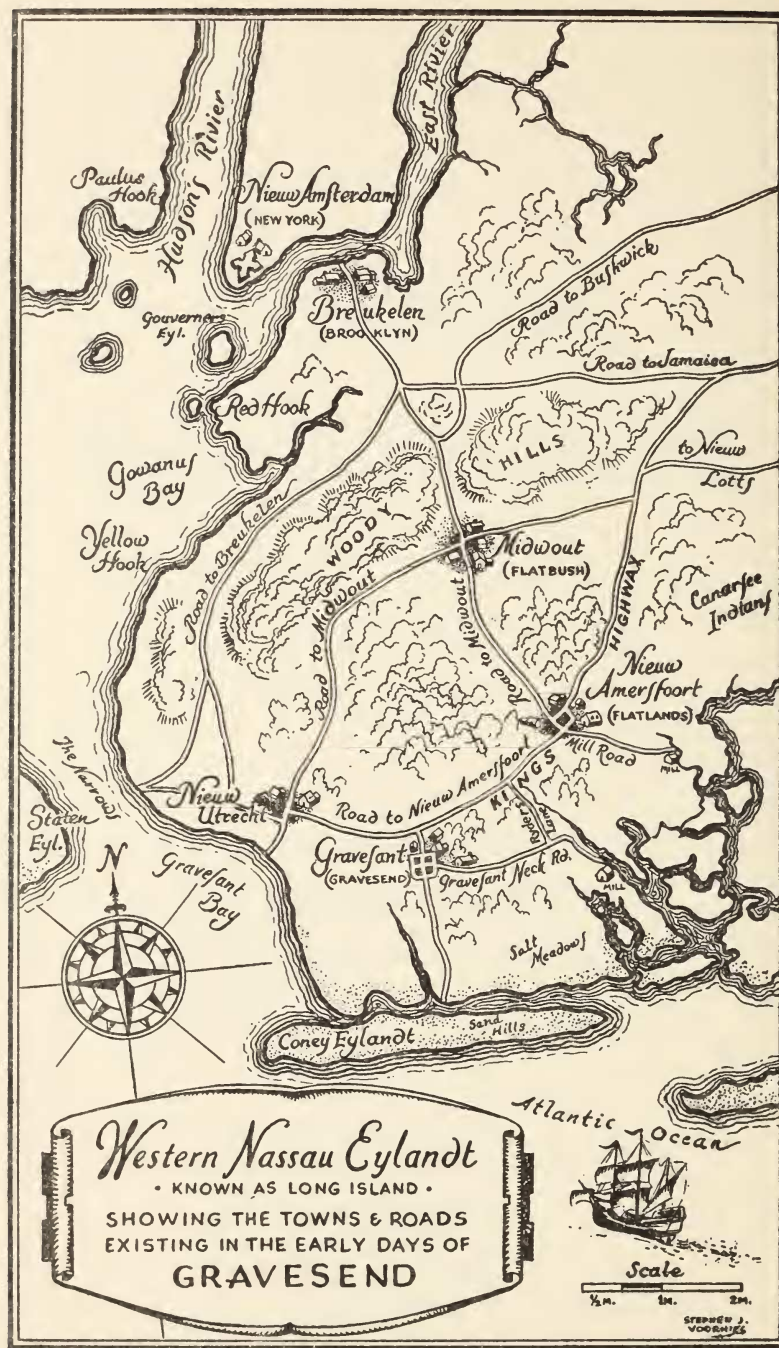 Hudson's Rivier
East Rivier
Paulus
Hook
Nieuw Amsterdam
(NEW YORK)
Gouverners
Eyl.
Breukelen
(BROOKLYN)
Road to Bushwick
Road to Jamaica
Red Hook
HILLS
to Nieuw
Lotts
Gowanus
Bay
Yellow
Hook
Road to Breukelen
WOODY
Road to Midwout
Midwout
(FLATBUSH)
Road to Midwout
HIGHWAY
Canarsee
Indians
Nieuw
Amersfoort
(FLATLANDS)
Mill Road
MILL
The Narrows
Staten
Eyl.
Nieuw
Utrecht
Road to Nieuw Amersfoort
KINGS
Ryders
Lane
Gravesant
(GRAVESEND)
Gravesant Neck Rd.
MILL
N
Gravesant
Bay
Salt
Meadows
Coney Eylandt
Sand
Hills
Atlantic Ocean
Western Nassau Eylandt
• KNOWN AS LONG ISLAND •
SHOWING THE TOWNS & ROADS
EXISTING IN THE EARLY DAYS OF
GRAVESEND
Scale
½M. 1M. 2M.
STEPHEN J.
VOORHIES